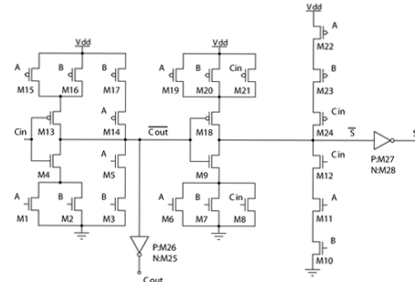 Vdd
Vdd
A
M22
A
B
B
A
B
Cin
M15
M16
M17
M19
M20
M21
B
M23
Cin
M13
A
M14
Cout
M18
Cin
M24
S
S
M4
A
M5
M9
Cin
M12
P:M27
N:M28
A
B
B
A
B
Cin
A
M1
M2
M3
M6
M7
M8
M11
P:M26
N:M25
B
M10
Cout